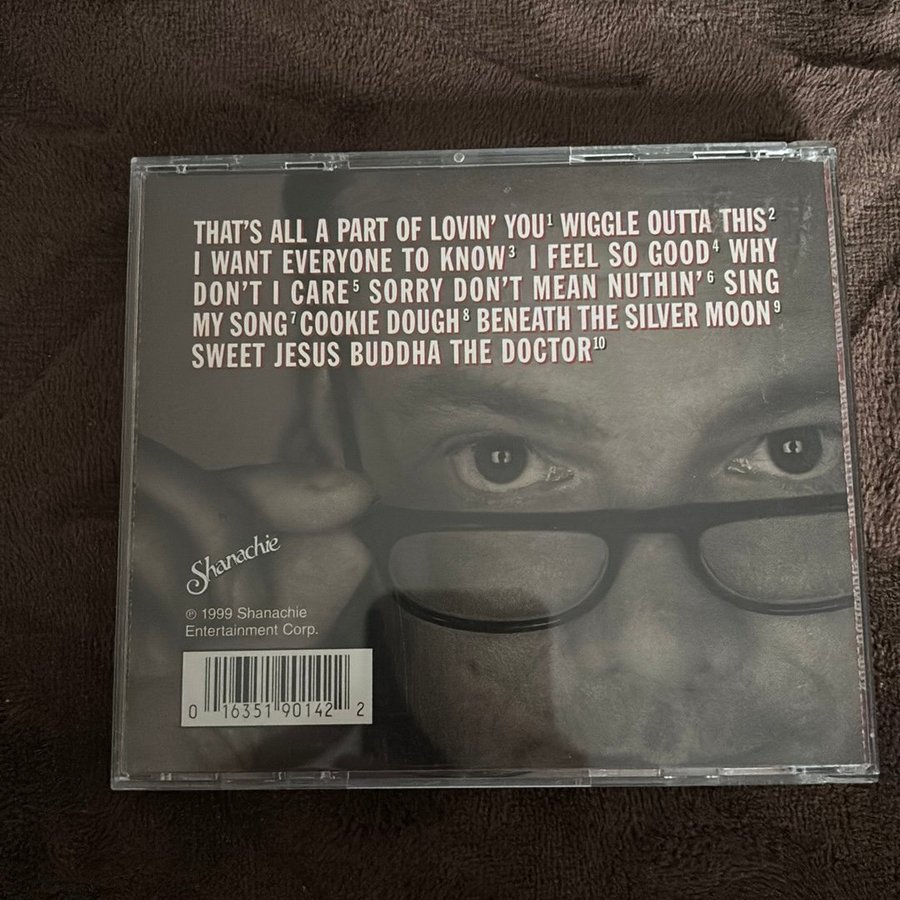 THAT'S ALL A PART OF LOVIN' YOU1 WIGGLE OUTTA THIS2
I WANT EVERYONE TO KNOW3 I FEEL SO GOOD4 WHY
DON'T I CARE5 SORRY DON'T MEAN NUTHIN'6 SING
MY SONG7 COOKIE DOUGH8 BENEATH THE SILVER MOON9
SWEET JESUS BUDDHA THE DOCTOR10
Shanachie
℗ 1999 Shanachie
Entertainment Corp.
0 16351 90142 2